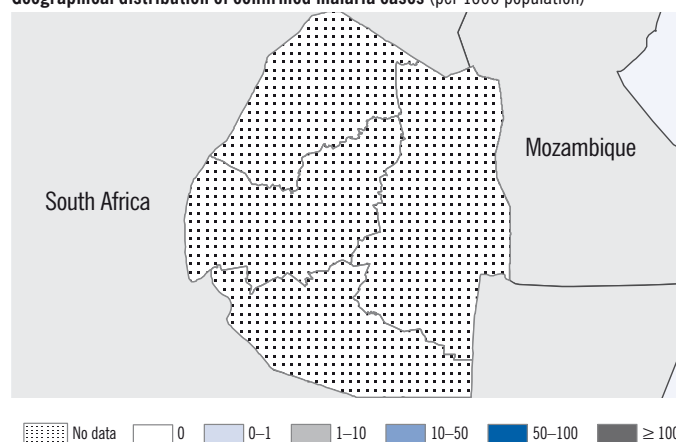 Geographical distribution of confirmed malaria cases (per 1000 population)
Mozambique
South Africa
No data 0 0–1 1–10 10–50 50–100 ≥ 100